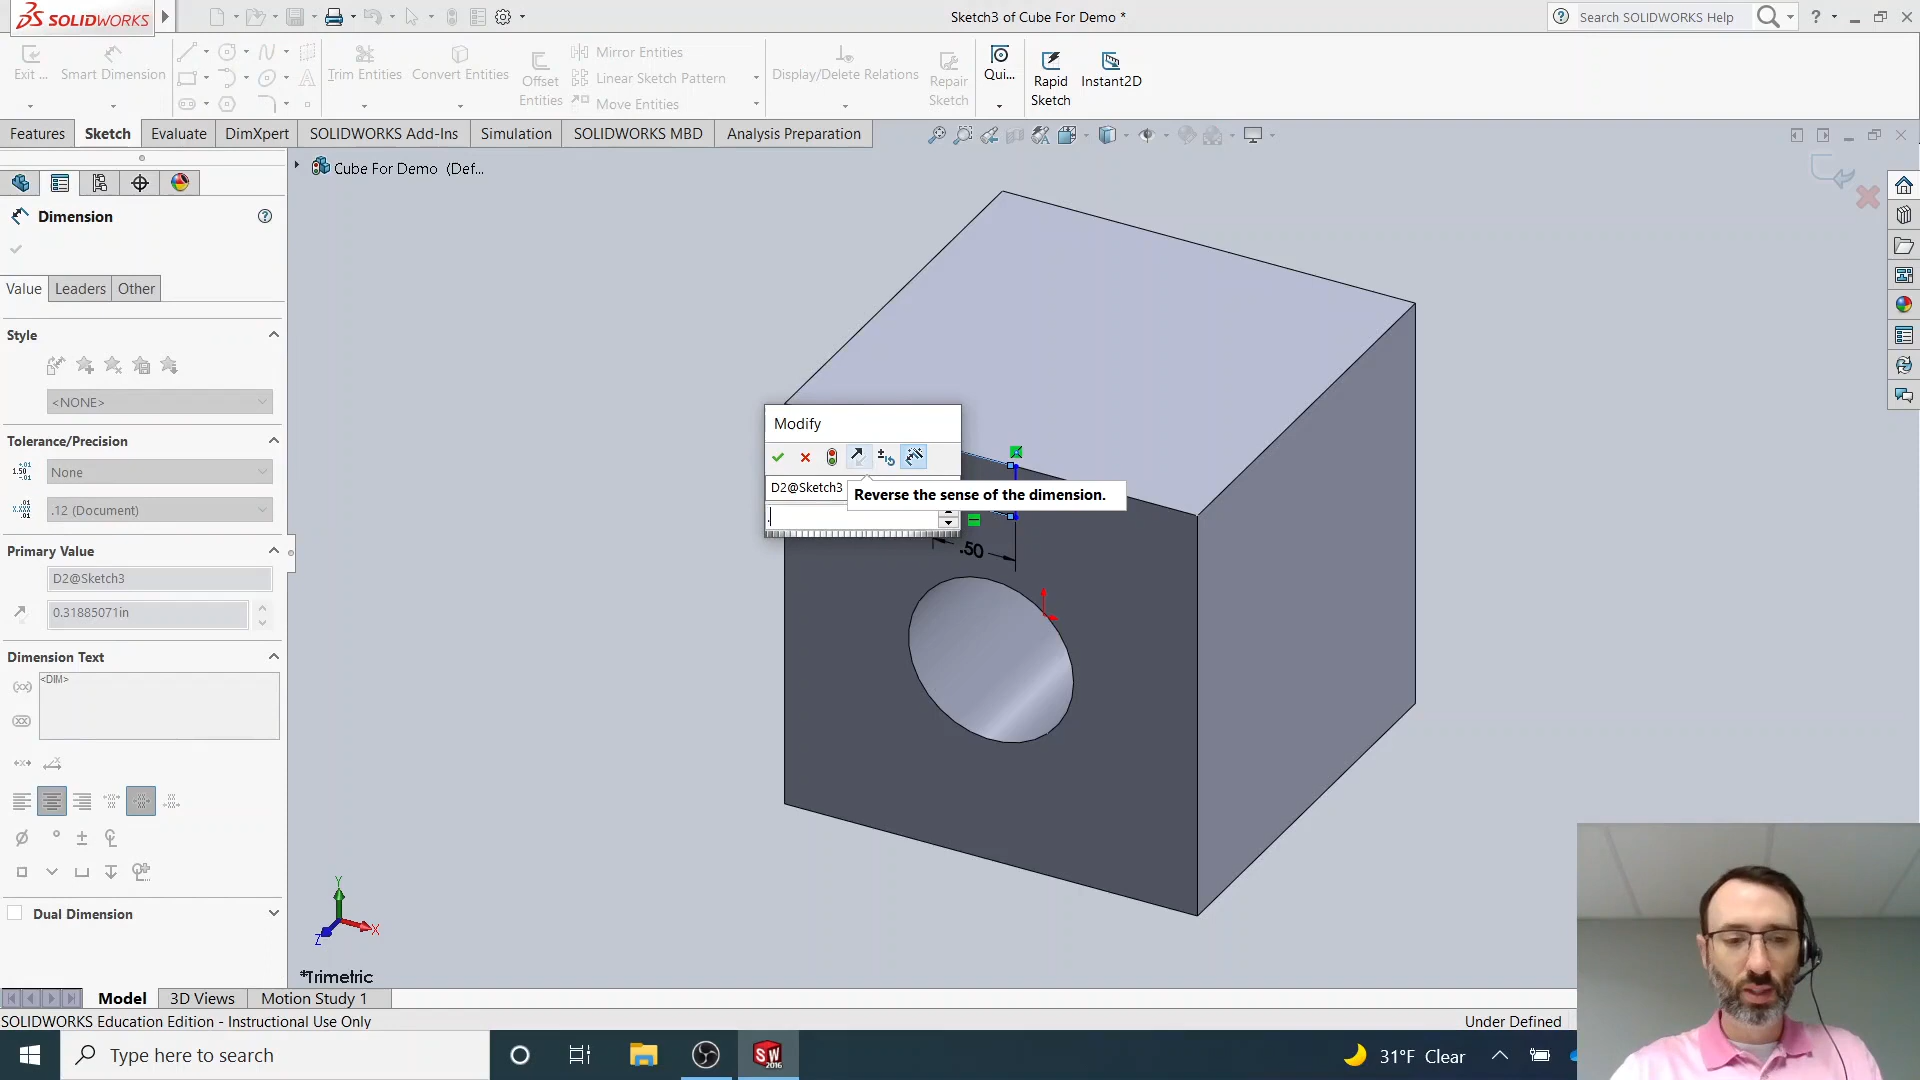 SOLIDWORKS
Sketch3 of Cube For Demo *
Search SOLIDWORKS Help
Exit ...
Smart Dimension
Trim Entities
Convert Entities
Offset Entities
Mirror Entities
Linear Sketch Pattern
Move Entities
Display/Delete Relations
Repair Sketch
Qui...
Rapid Sketch
Instant2D
Features
Sketch
Evaluate
DimXpert
SOLIDWORKS Add-Ins
Simulation
SOLIDWORKS MBD
Analysis Preparation
Cube For Demo (Def...
Dimension
Value
Leaders
Other
Style
<NONE>
Tolerance/Precision
None
.12 (Document)
Primary Value
D2@Sketch3
0.31885071in
Dimension Text
<DIM>
Dual Dimension
Modify
D2@Sketch3
Reverse the sense of the dimension.
.
.50
Y
X
Z
*Trimetric
Model
3D Views
Motion Study 1
SOLIDWORKS Education Edition - Instructional Use Only
Under Defined
Type here to search
SW
2016
31°F Clear